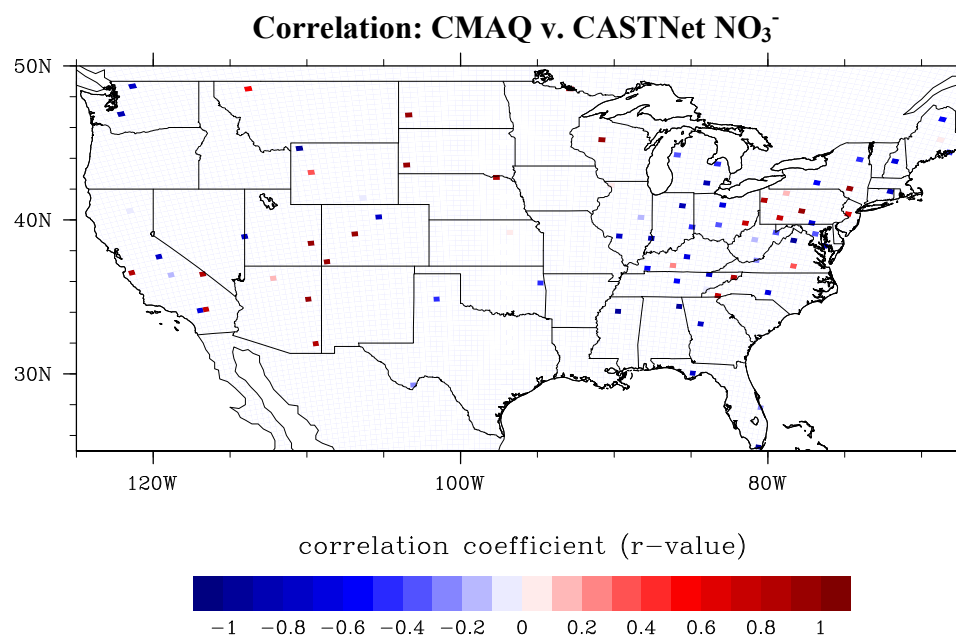 Correlation: CMAQ v. CASTNet NO₃⁻
50N
40N
30N
120W 100W 80W
correlation coefficient (r−value)
−1 −0.8 −0.6 −0.4 −0.2 0 0.2 0.4 0.6 0.8 1